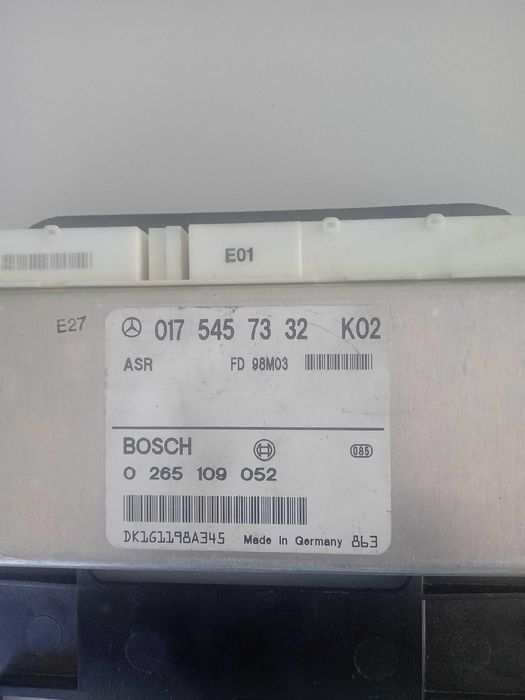 E01
E27
017 545 73 32 K02
ASR FD 98M03
BOSCH 085
0 265 109 052
DK1G1198A345 Made in Germany 863